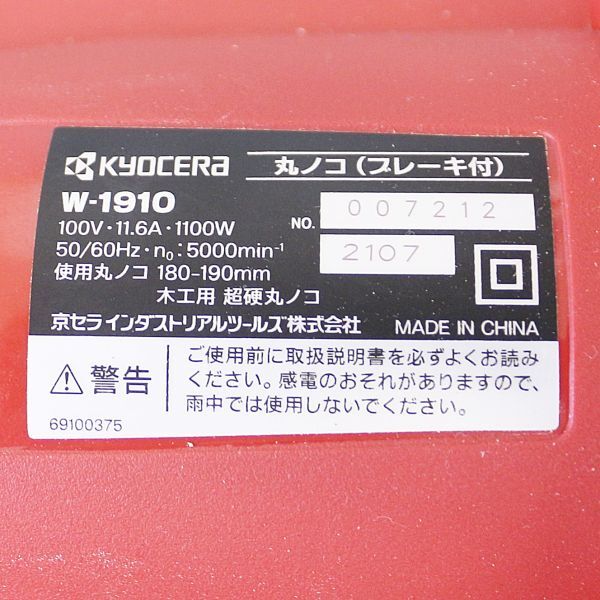 KYOCERA 丸ノコ(ブレーキ付)
W-1910
100V・11.6A・1100W NO. 007212
50/60Hz・n₀:5000min⁻¹ 2107
使用丸ノコ 180-190mm
木工用 超硬丸ノコ
京セラインダストリアルツールズ株式会社 MADE IN CHINA
警告 ご使用前に取扱説明書を必ずよくお読み
ください。感電のおそれがありますので、
雨中では使用しないでください。
69100375